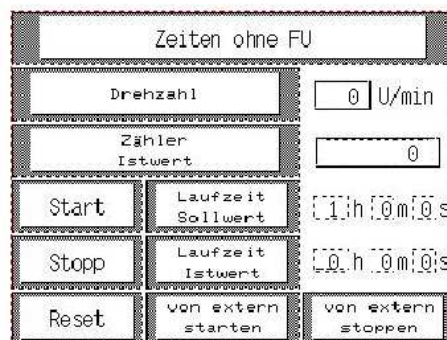 Zeiten ohne FU
Drehzahl
0 U/min
Zähler
Istwert
0
Start
Laufzeit
Sollwert
1 h 0 m 0 s
Stopp
Laufzeit
Istwert
0 h 0 m 0 s
Reset
von extern
starten
von extern
stoppen